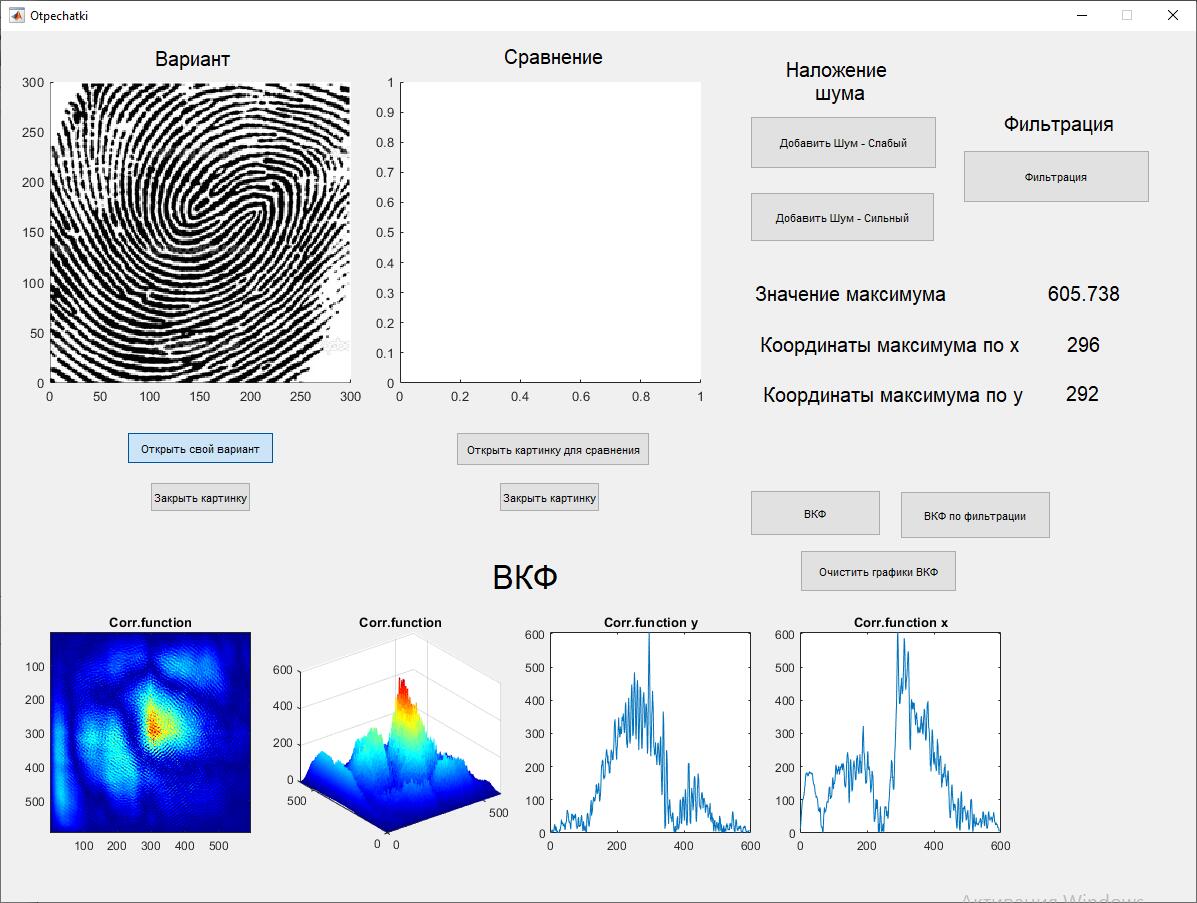 Otpechatki
Вариант
Сравнение
Наложение
шума
Фильтрация
Добавить Шум - Слабый
Фильтрация
Добавить Шум - Сильный
300
250
200
150
100
50
0
0 50 100 150 200 250 300
1
0.9
0.8
0.7
0.6
0.5
0.4
0.3
0.2
0.1
0
0 0.2 0.4 0.6 0.8 1
Значение максимума 605.738
Координаты максимума по x 296
Координаты максимума по y 292
Открыть свой вариант
Открыть картинку для сравнения
Закрыть картинку
Закрыть картинку
ВКФ
ВКФ по фильтрации
Очистить графики ВКФ
ВКФ
Corr.function
100
200
300
400
500
100 200 300 400 500
Corr.function
600
400
200
0
500
0
0
500
Corr.function y
600
500
400
300
200
100
0
0 200 400 600
Corr.function x
600
500
400
300
200
100
0
0 200 400 600
Активация Windows